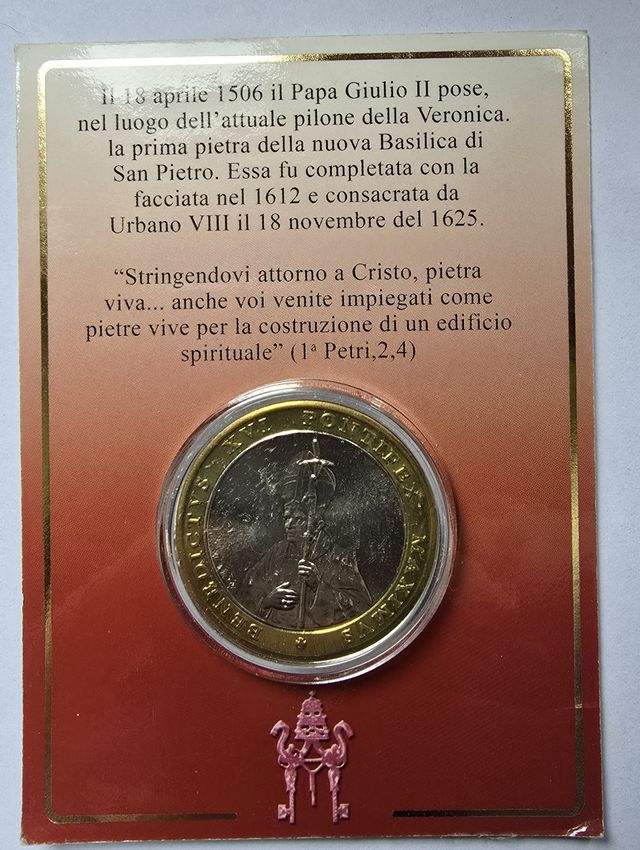 Il 18 aprile 1506 il Papa Giulio II pose,
nel luogo dell'attuale pilone della Veronica.
la prima pietra della nuova Basilica di
San Pietro. Essa fu completata con la
facciata nel 1612 e consacrata da
Urbano VIII il 18 novembre del 1625.
“Stringendovi attorno a Cristo, pietra
viva... anche voi venite impiegati come
pietre vive per la costruzione di un edificio
spirituale” (1ª Petri,2,4)
BENEDICTVS XVI PONTIFEX MAXIMVS